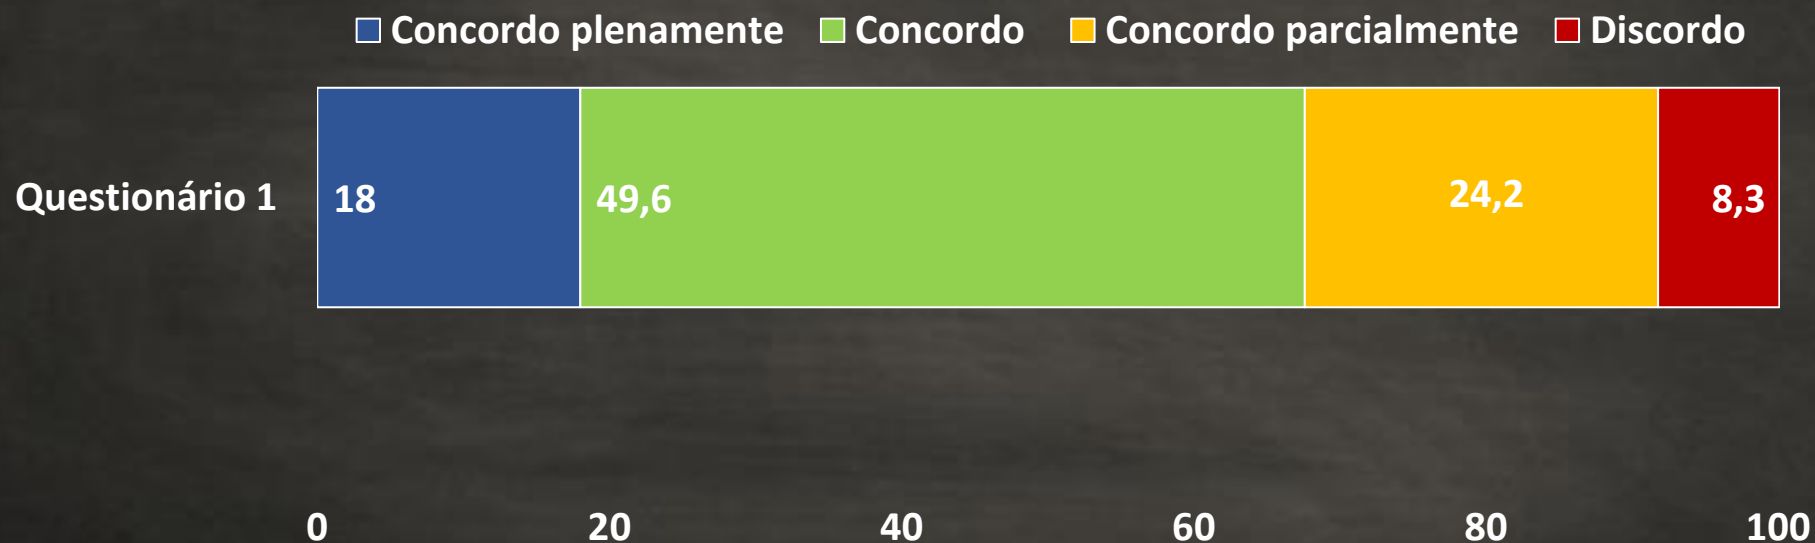 Concordo plenamente Concordo Concordo parcialmente Discordo
Questionário 1 18 49,6 24,2 8,3
0 20 40 60 80 100